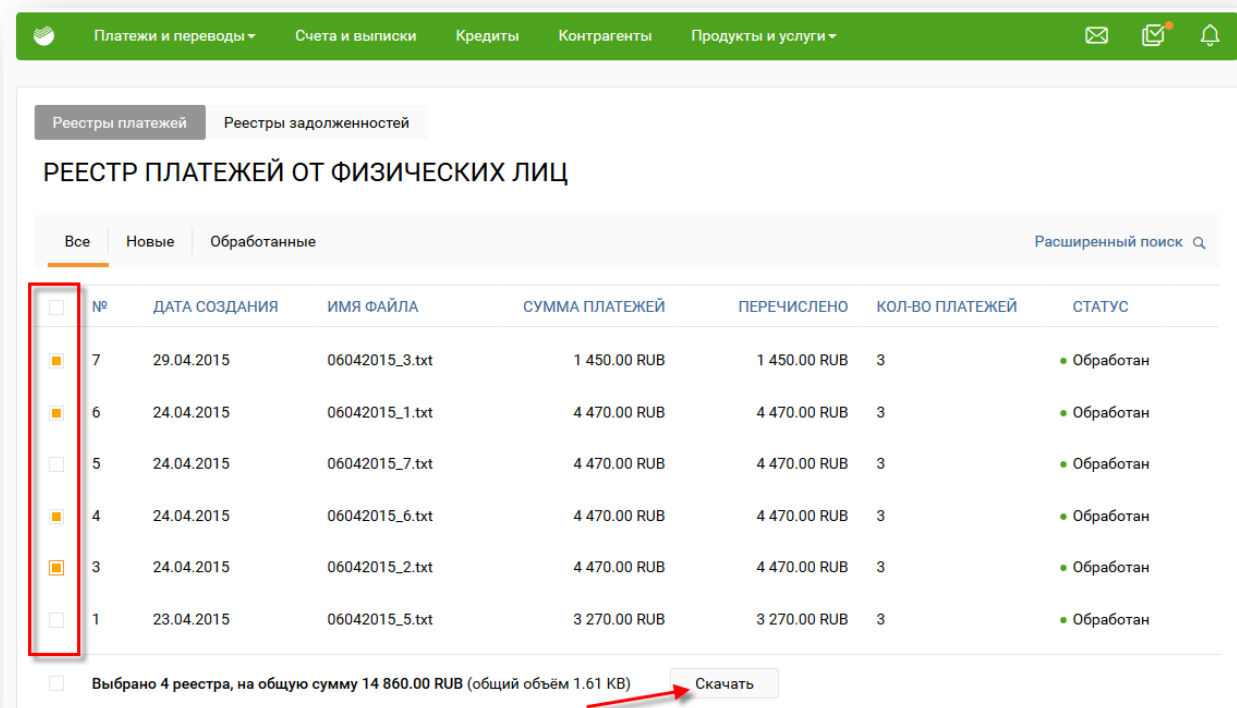 Платежи и переводы Счета и выписки Кредиты Контрагенты Продукты и услуги
Реестры платежей Реестры задолженностей
РЕЕСТР ПЛАТЕЖЕЙ ОТ ФИЗИЧЕСКИХ ЛИЦ
Все Новые Обработанные Расширенный поиск
№ ДАТА СОЗДАНИЯ ИМЯ ФАЙЛА СУММА ПЛАТЕЖЕЙ ПЕРЕЧИСЛЕНО КОЛ-ВО ПЛАТЕЖЕЙ СТАТУС
7 29.04.2015 06042015_3.txt 1 450.00 RUB 1 450.00 RUB 3 Обработан
6 24.04.2015 06042015_1.txt 4 470.00 RUB 4 470.00 RUB 3 Обработан
5 24.04.2015 06042015_7.txt 4 470.00 RUB 4 470.00 RUB 3 Обработан
4 24.04.2015 06042015_6.txt 4 470.00 RUB 4 470.00 RUB 3 Обработан
3 24.04.2015 06042015_2.txt 4 470.00 RUB 4 470.00 RUB 3 Обработан
1 23.04.2015 06042015_5.txt 3 270.00 RUB 3 270.00 RUB 3 Обработан
Выбрано 4 реестра, на общую сумму 14 860.00 RUB (общий объём 1.61 KB) Скачать